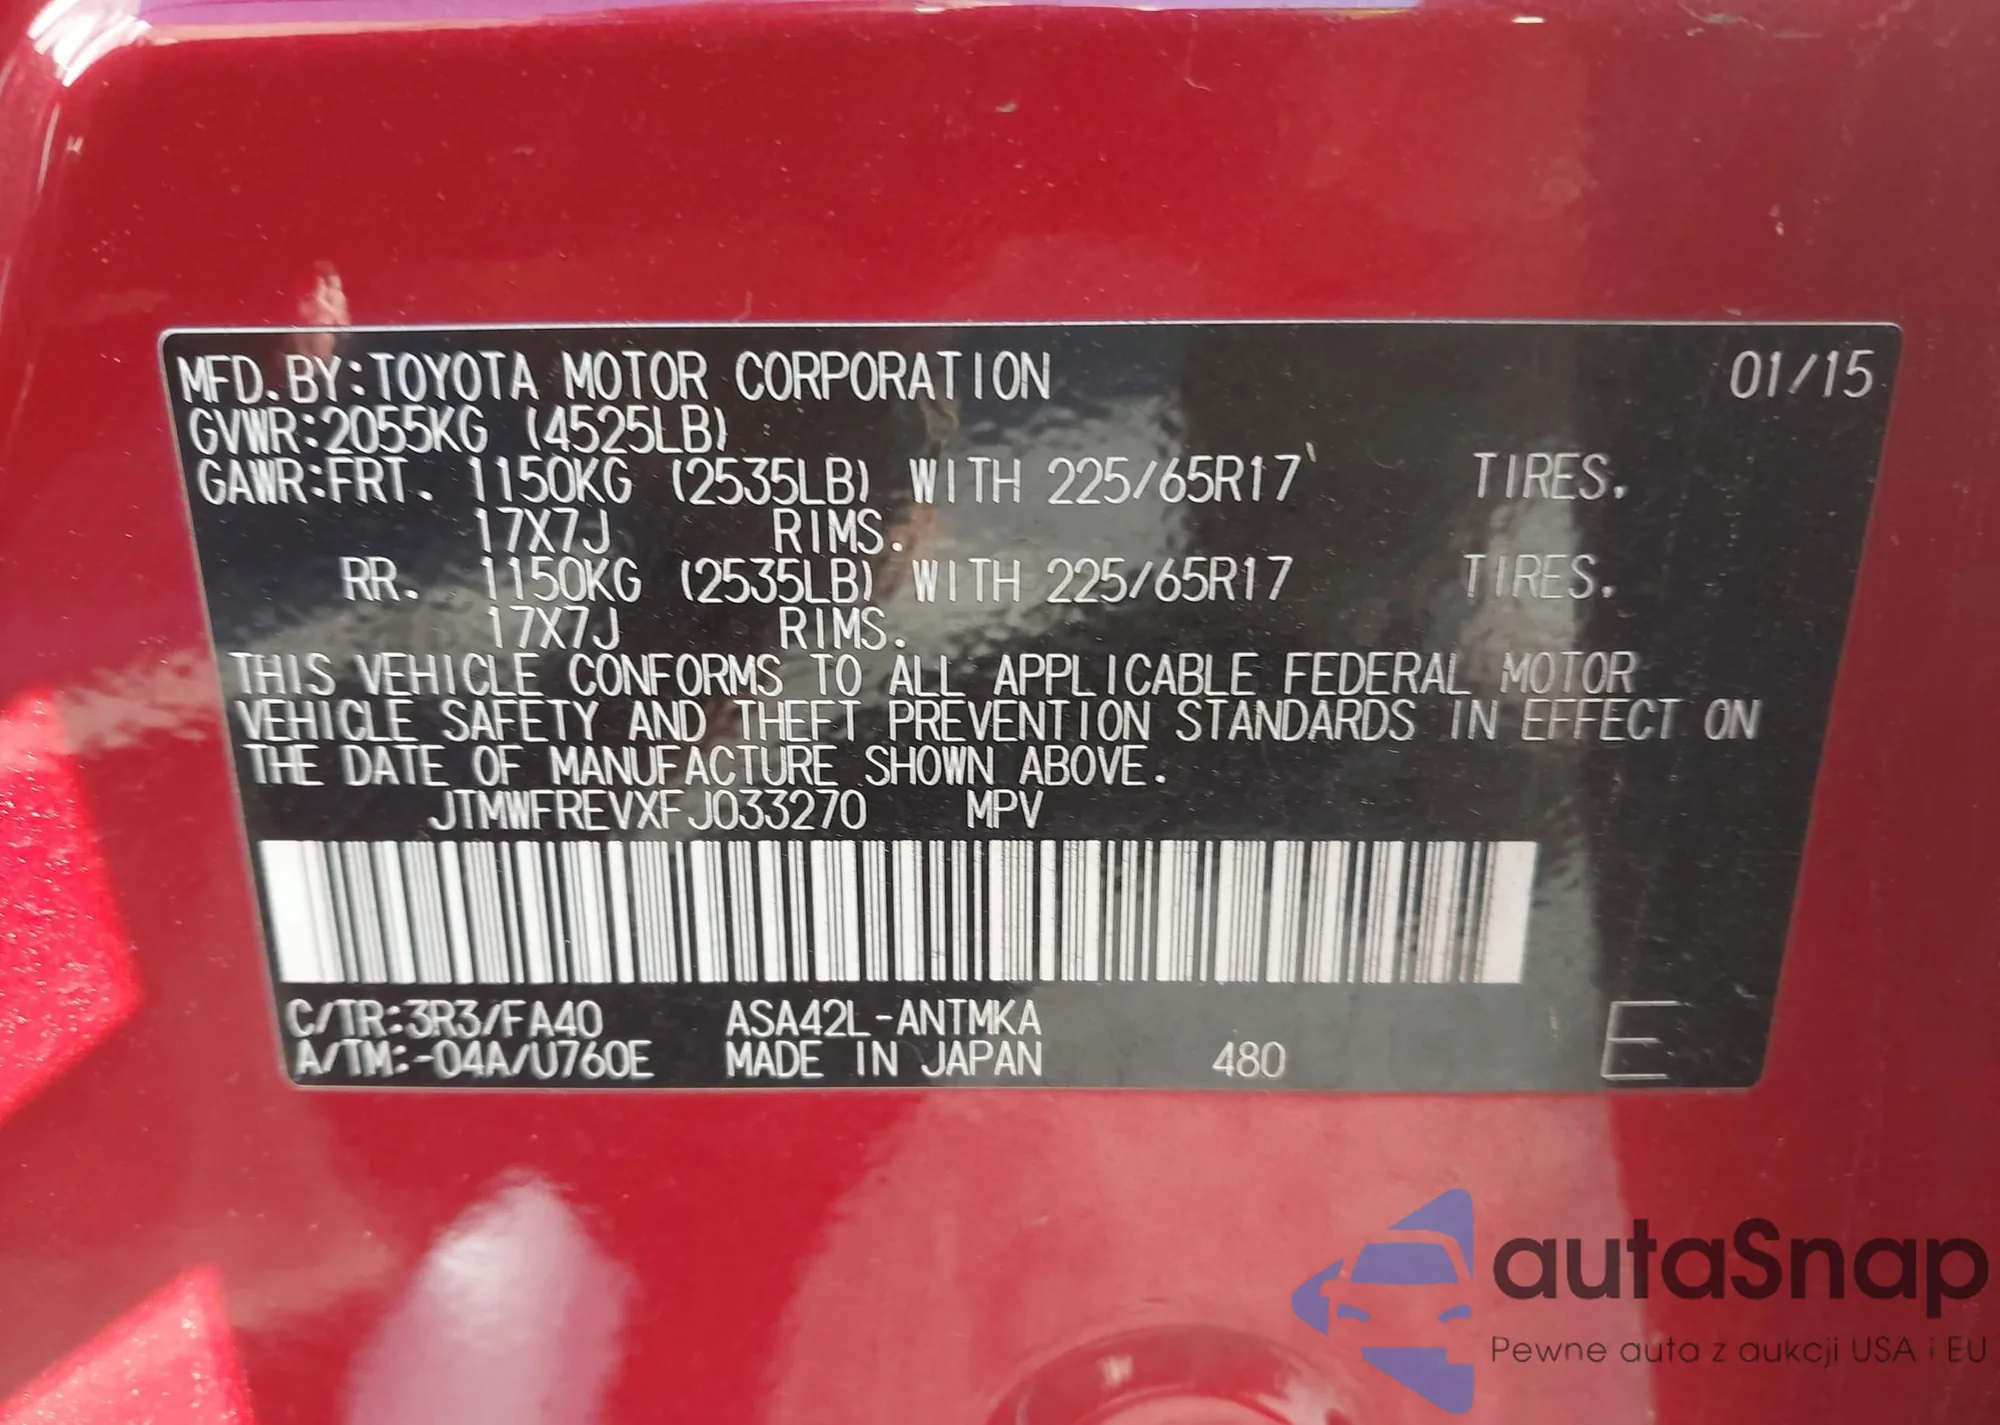 MFD. BY:TOYOTA MOTOR CORPORATION 01/15
GVWR:2055KG (4525LB)
GAWR:FRT. 1150KG (2535LB) WITH 225/65R17 TIRES.
17X7J RIMS.
RR. 1150KG (2535LB) WITH 225/65R17 TIRES.
17X7J RIMS.
THIS VEHICLE CONFORMS TO ALL APPLICABLE FEDERAL MOTOR
VEHICLE SAFETY AND THEFT PREVENTION STANDARDS IN EFFECT ON
THE DATE OF MANUFACTURE SHOWN ABOVE.
JTMWFREVXFJ033270 MPV
C/TR:3R3/FA40 ASA42L-ANTMKA
A/TM:-04A/U760E MADE IN JAPAN 480 E
autaSnap
Pewne auta z aukcji USA i EU